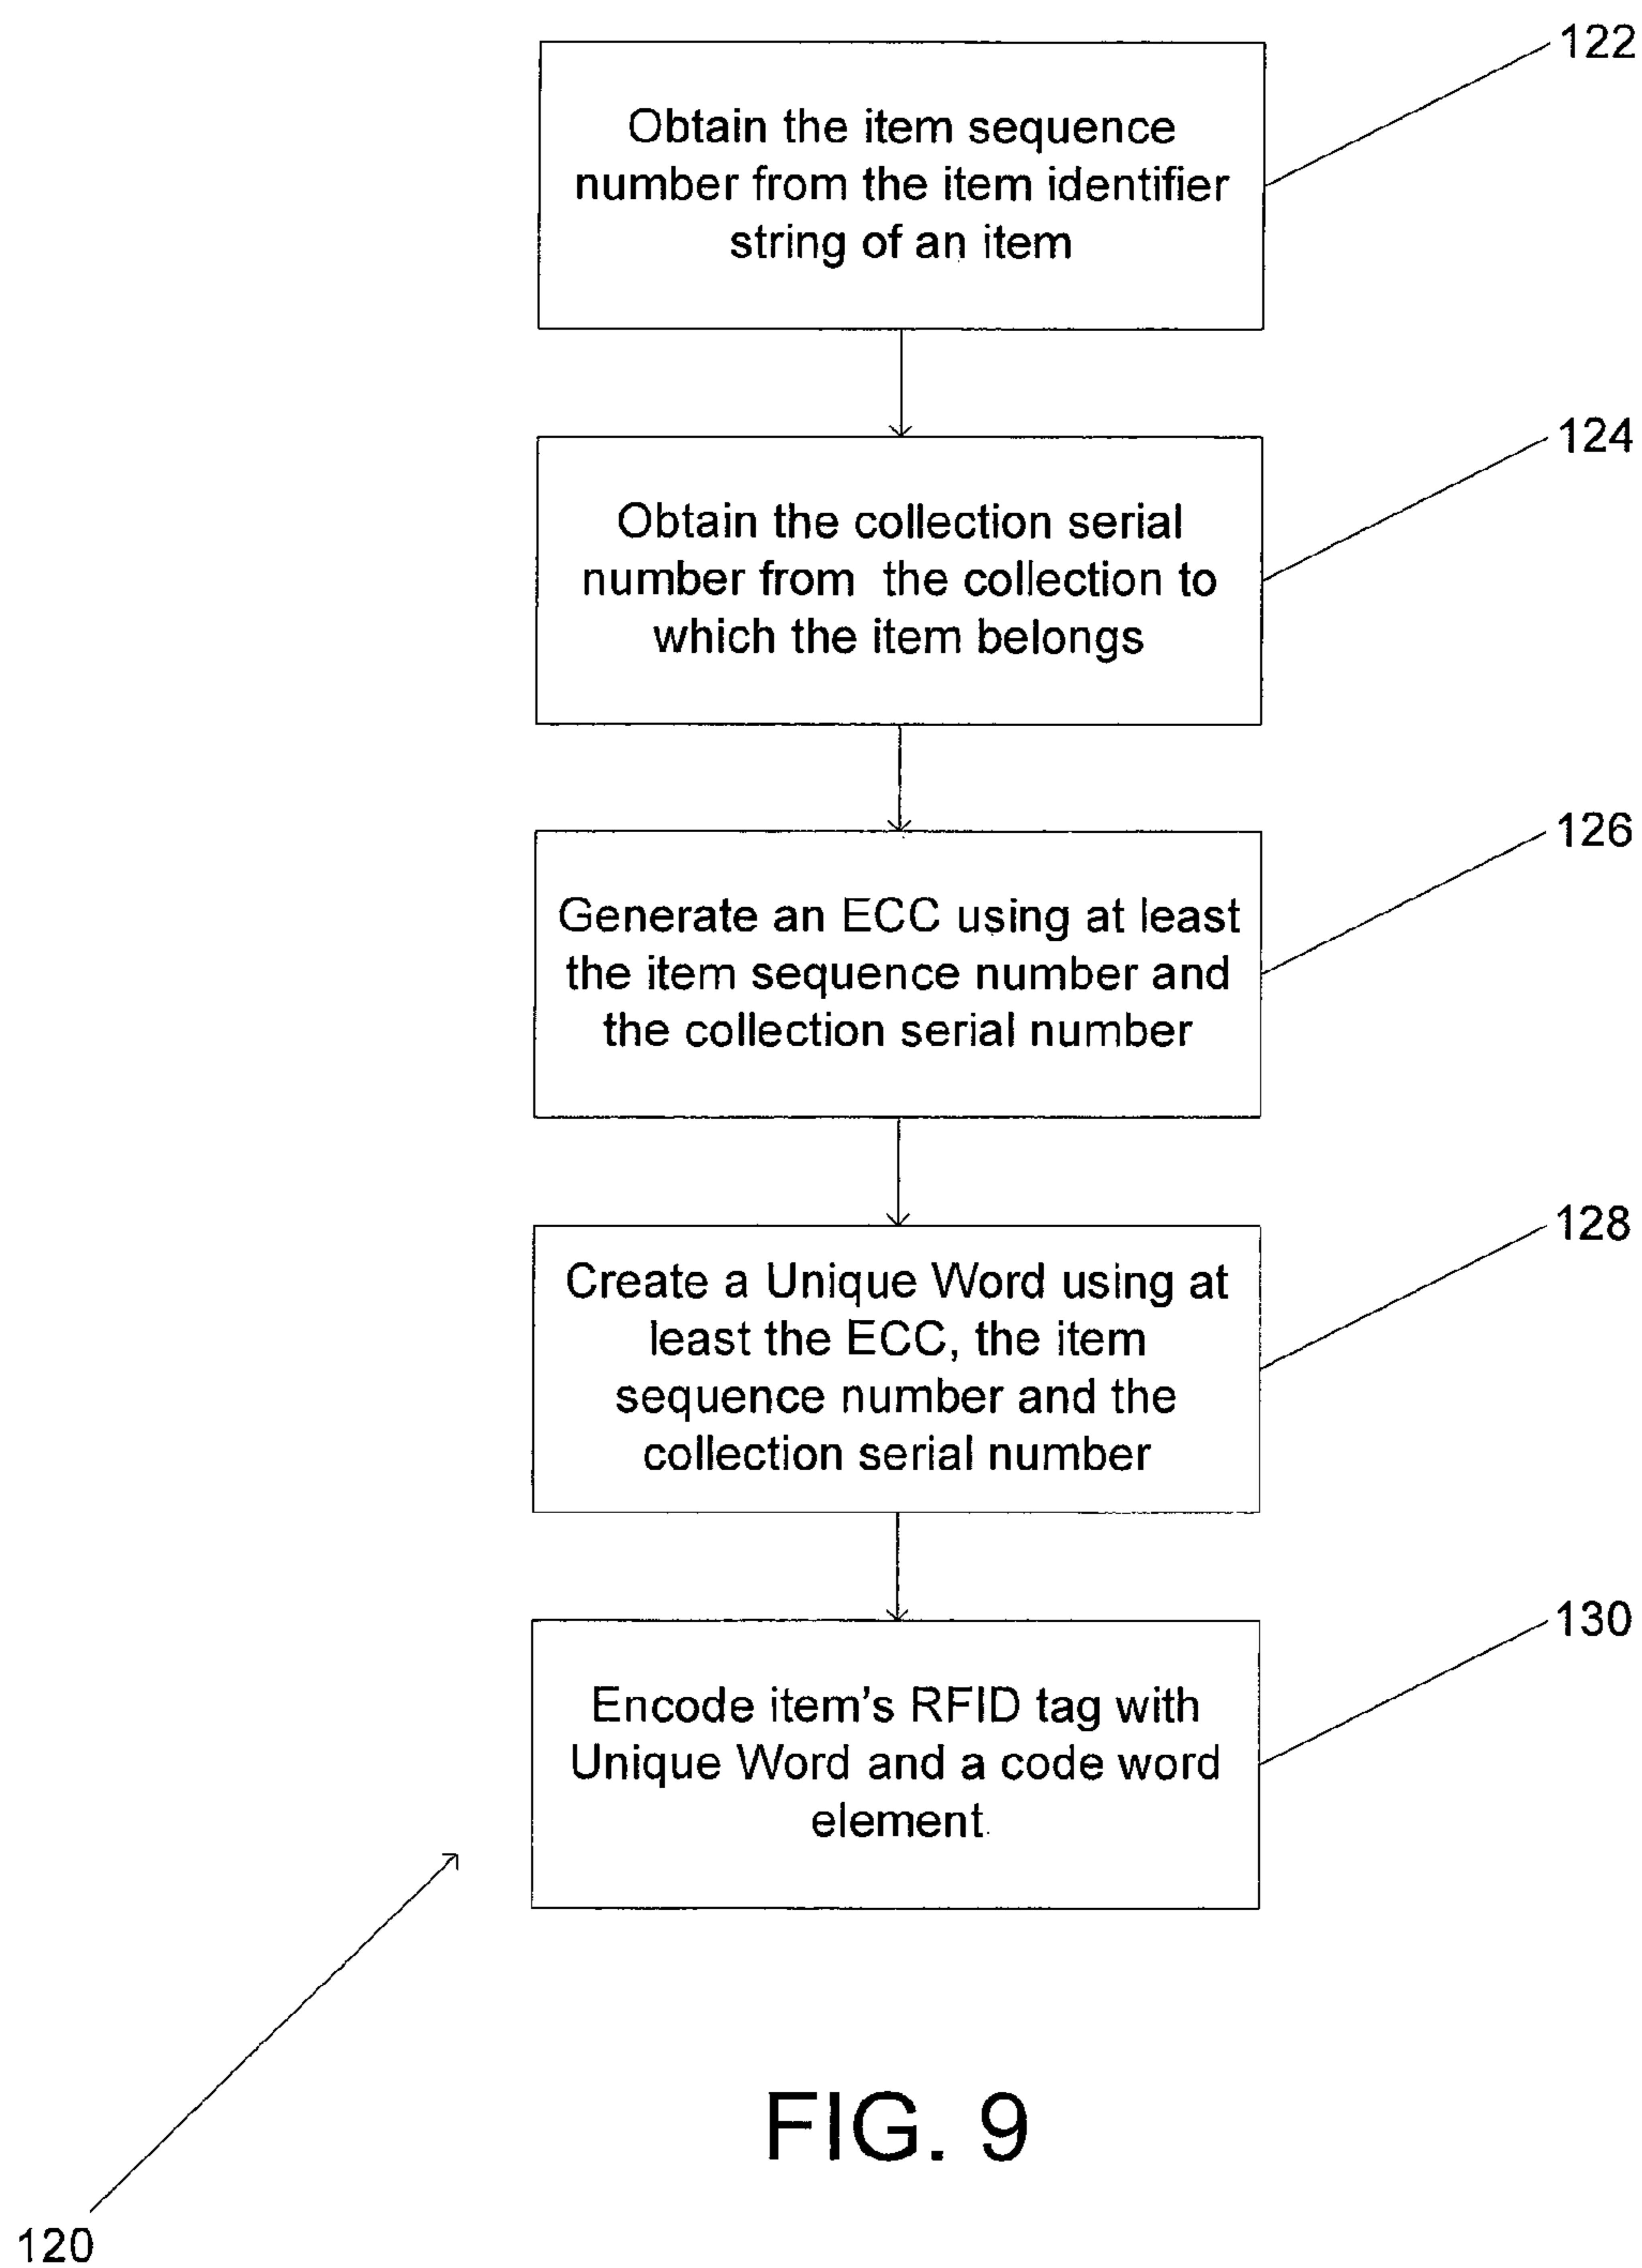 122
Obtain the item sequence
number from the item identifier
string of an item
124
Obtain the collection serial
number from the collection to
which the item belongs
126
Generate an ECC using at least
the item sequence number and
the collection serial number
128
Create a Unique Word using at
least the ECC, the item
sequence number and the
collection serial number
130
Encode item's RFID tag with
Unique Word and a code word
element.
FIG. 9
120